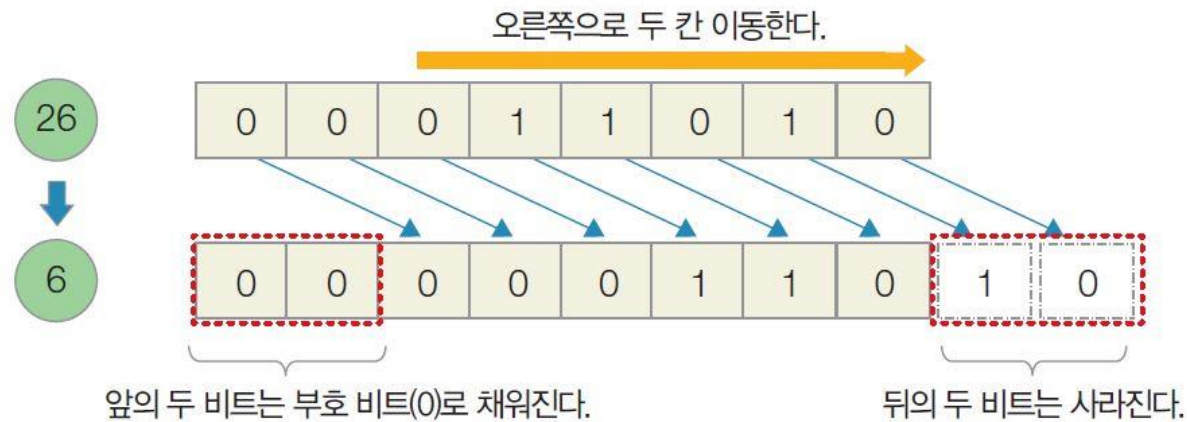 오른쪽으로 두 칸 이동한다.
26 0 0 0 1 1 0 1 0
6 0 0 0 0 0 1 1 0 1 0
앞의 두 비트는 부호 비트(0)로 채워진다. 뒤의 두 비트는 사라진다.